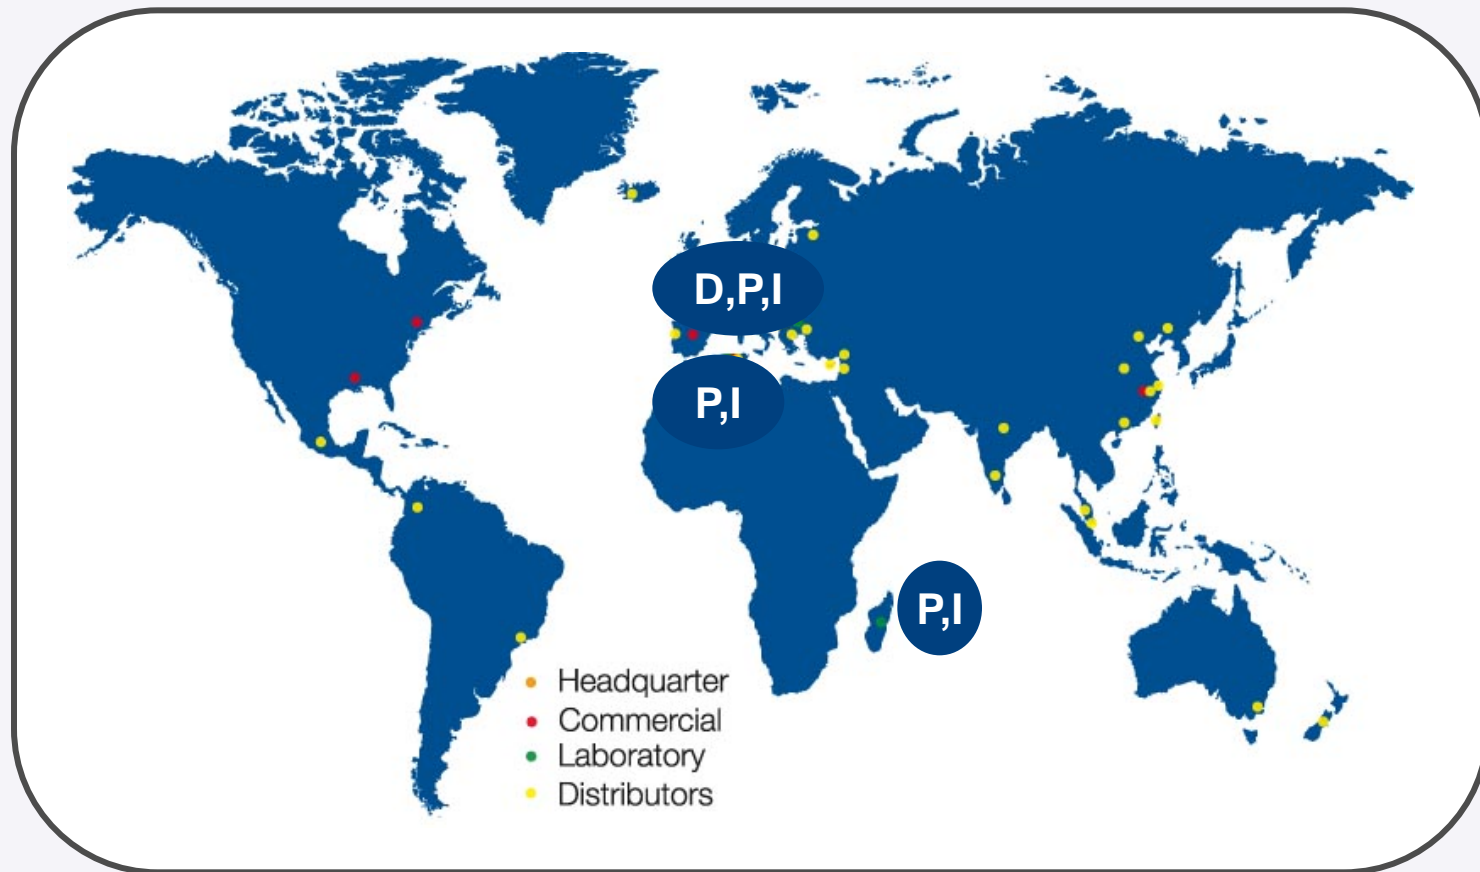 D,P,I
P,I
P,I
Headquarter
Commercial
Laboratory
Distributors